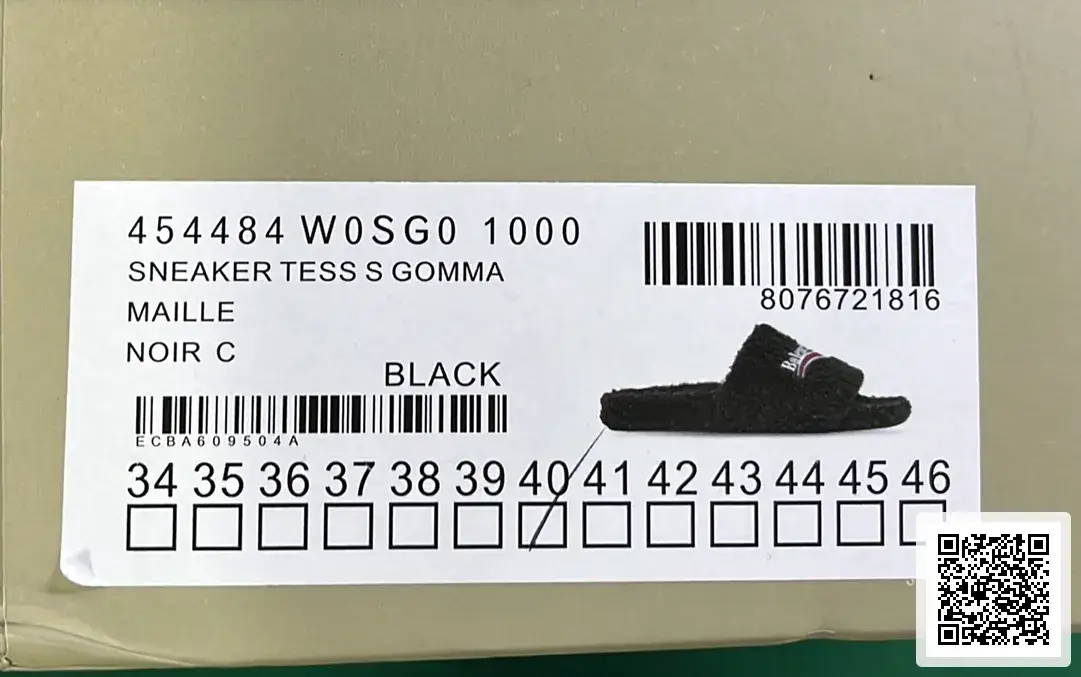 454484 W0SG0 1000
SNEAKER TESS S GOMMA
MAILLE
NOIR C
BLACK
8076721816
ECBA609504A
34 35 36 37 38 39 40 41 42 43 44 45 46